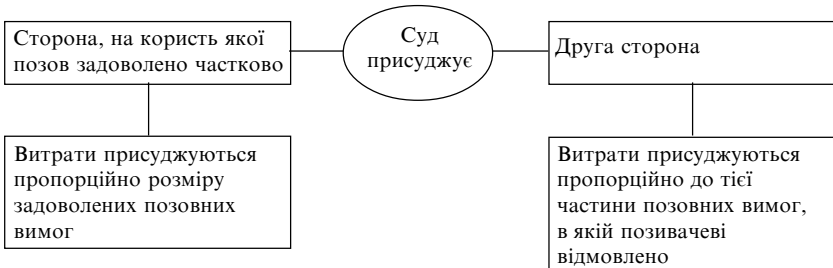 Сторона, на користь якої
позов задоволено частково
Суд
присуджує
Друга сторона
Витрати присуджуються
пропорційно розміру
задоволених позовних
вимог
Витрати присуджуються
пропорційно до тієї
частини позовних вимог,
в якій позивачеві
відмовлено